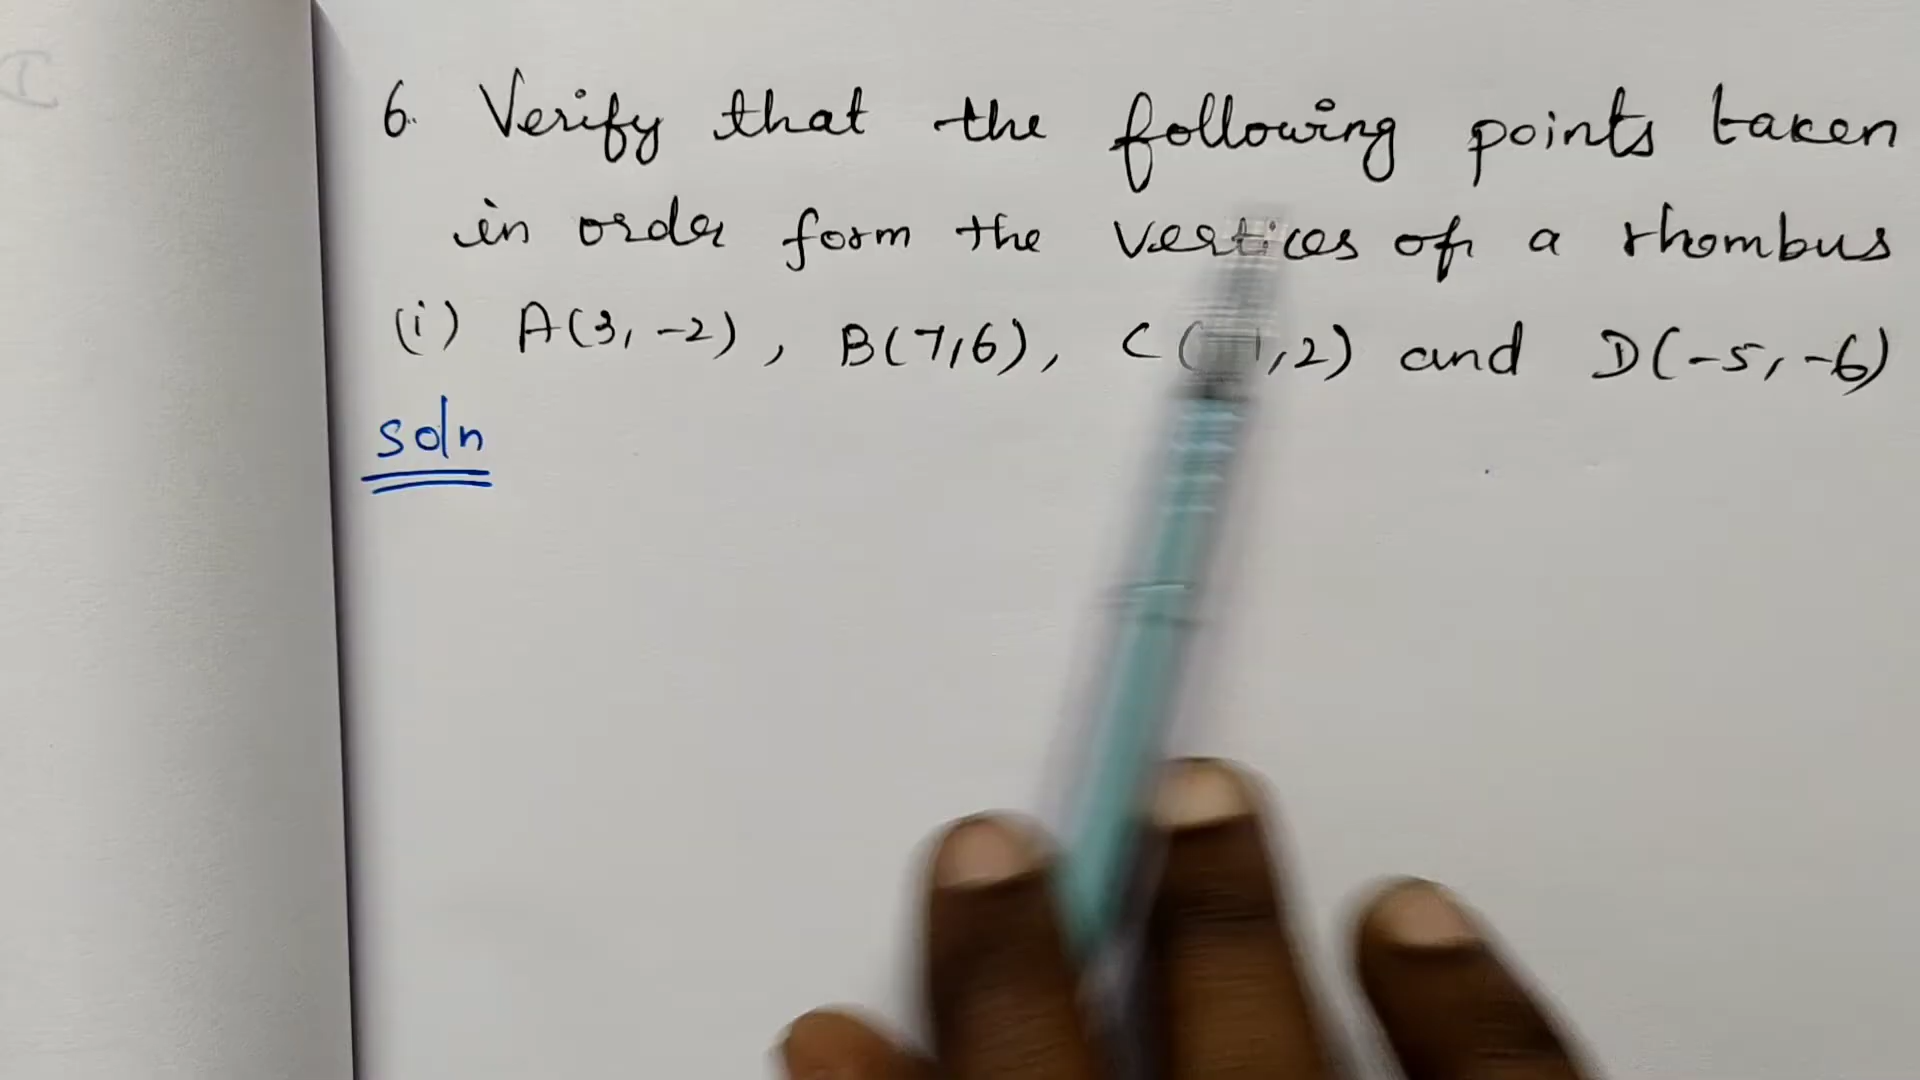 6. Verify that the following points taken
in order form the vertices of a rhombus
(i) A(3, -2), B(7,6), C( 1,2) and D(-5, -6)
soln